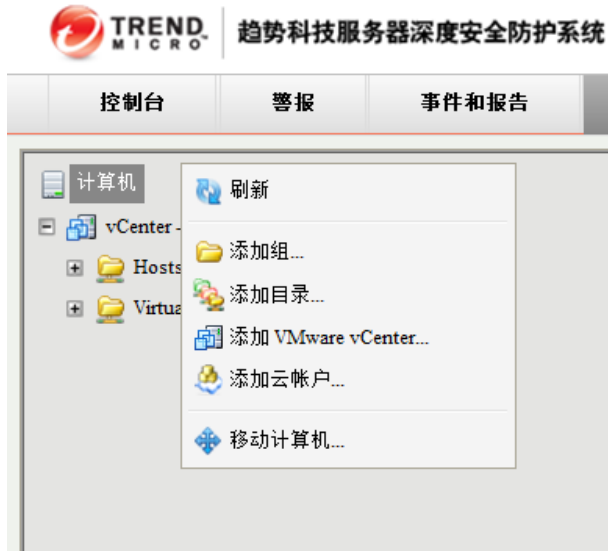 TREND MICRO 趋势科技服务器深度安全防护系统
控制台 警报 事件和报告
计算机
刷新
vCenter -
添加组...
Hosts
添加目录...
添加 VMware vCenter...
添加云帐户...
移动计算机...